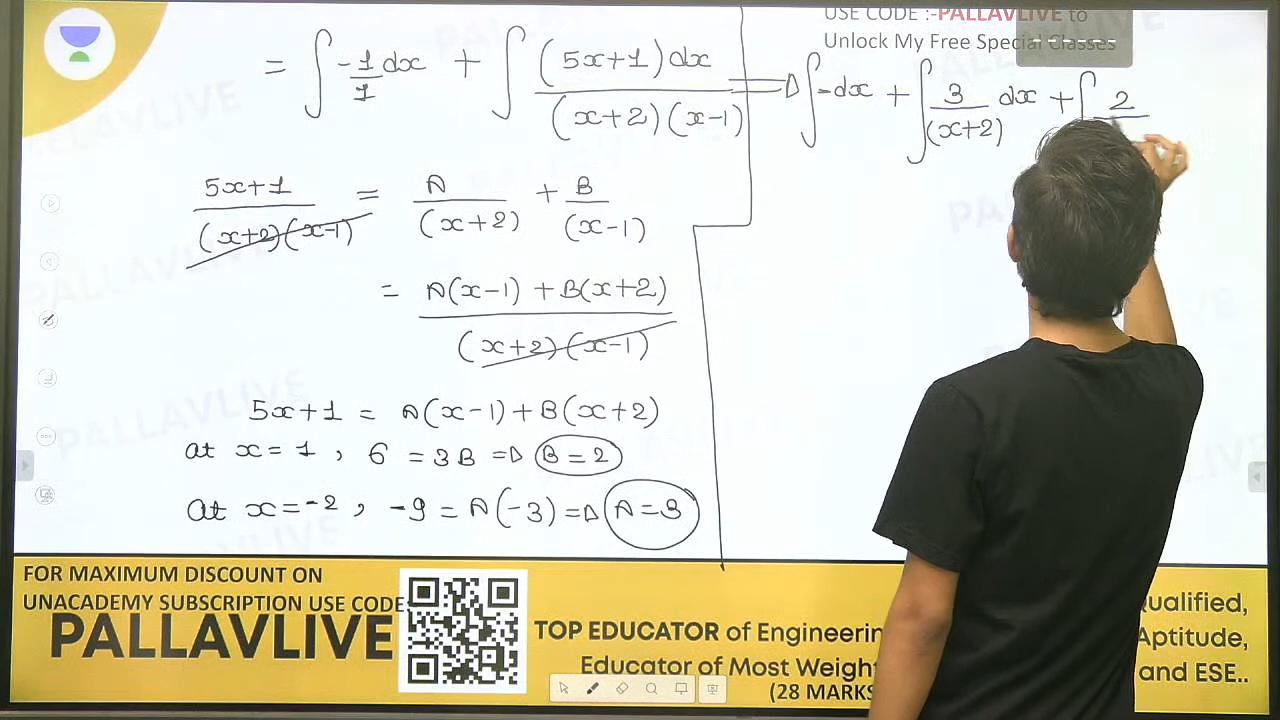 USE CODE :-PALLAVLIVE to
Unlock My Free Special Classes
= ∫ -1/1 dx + ∫ (5x+1)dx / (x+2)(x-1) ⇒ ∫-dx + ∫ 3/(x+2) dx + ∫ 2
5x+1 / (x+2)(x-1) = A/(x+2) + B/(x-1)
= A(x-1) + B(x+2) / (x+2)(x-1)
5x+1 = A(x-1) + B(x+2)
at x=1, 6 = 3B ⇒ B=2
at x=-2, -9 = A(-3) ⇒ A=3
FOR MAXIMUM DISCOUNT ON
UNACADEMY SUBSCRIPTION USE CODE:
PALLAVLIVE
TOP EDUCATOR of Engineerin
Educator of Most Weight
(28 MARKS
ualified,
Aptitude,
and ESE..